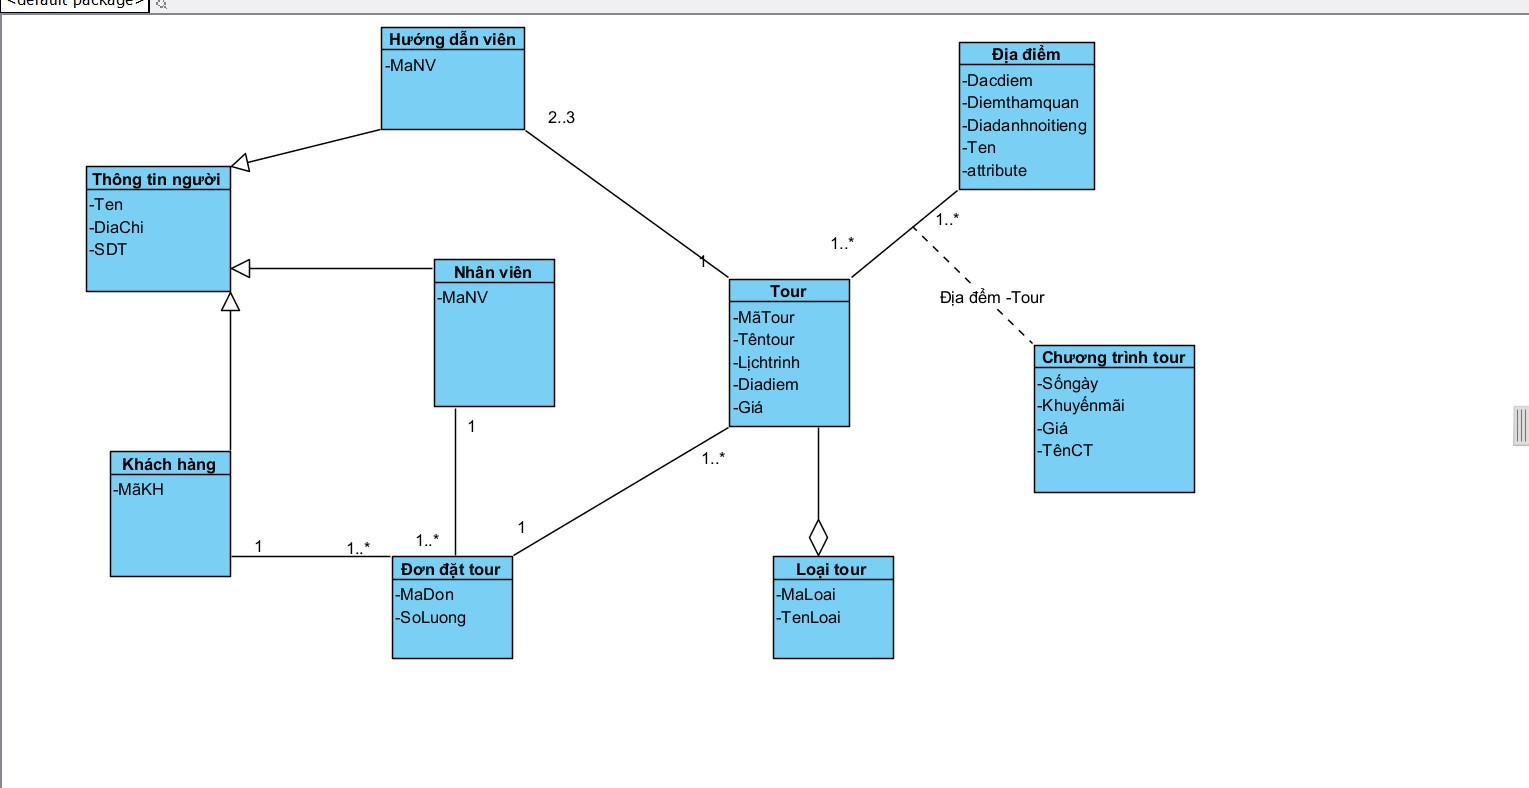 <default package>
Hướng dẫn viên
-MaNV
2..3
Địa điểm
-Dacdiem
-Diemthamquan
-Diadanhnoitieng
-Ten
-attribute
Thông tin người
-Ten
-DiaChi
-SDT
1..*
1..*
1
Nhân viên
-MaNV
Tour
-MãTour
-Têntour
-Lịchtrinh
-Diadiem
-Giá
Địa đểm -Tour
Chương trình tour
-Sốngày
-Khuyếnmãi
-Giá
-TênCT
1
1..*
Khách hàng
-MãKH
1
1..*
1..*
1
Đơn đặt tour
-MaDon
-SoLuong
Loại tour
-MaLoai
-TenLoai